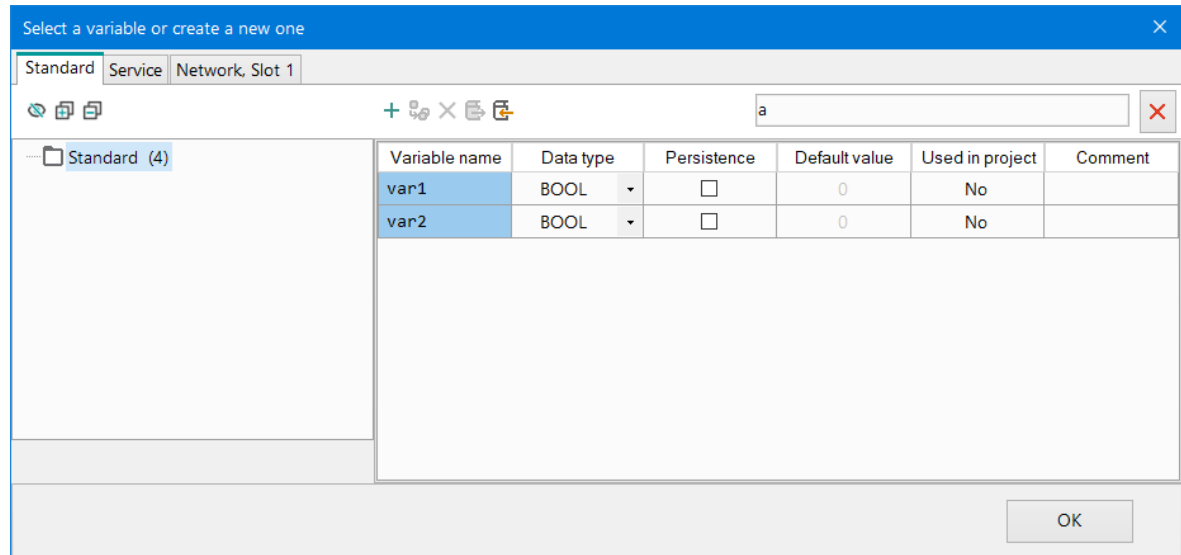 Select a variable or create a new one
Standard Service Network, Slot 1
a
Standard (4)
Variable name Data type Persistence Default value Used in project Comment
var1 BOOL 0 No
var2 BOOL 0 No
OK